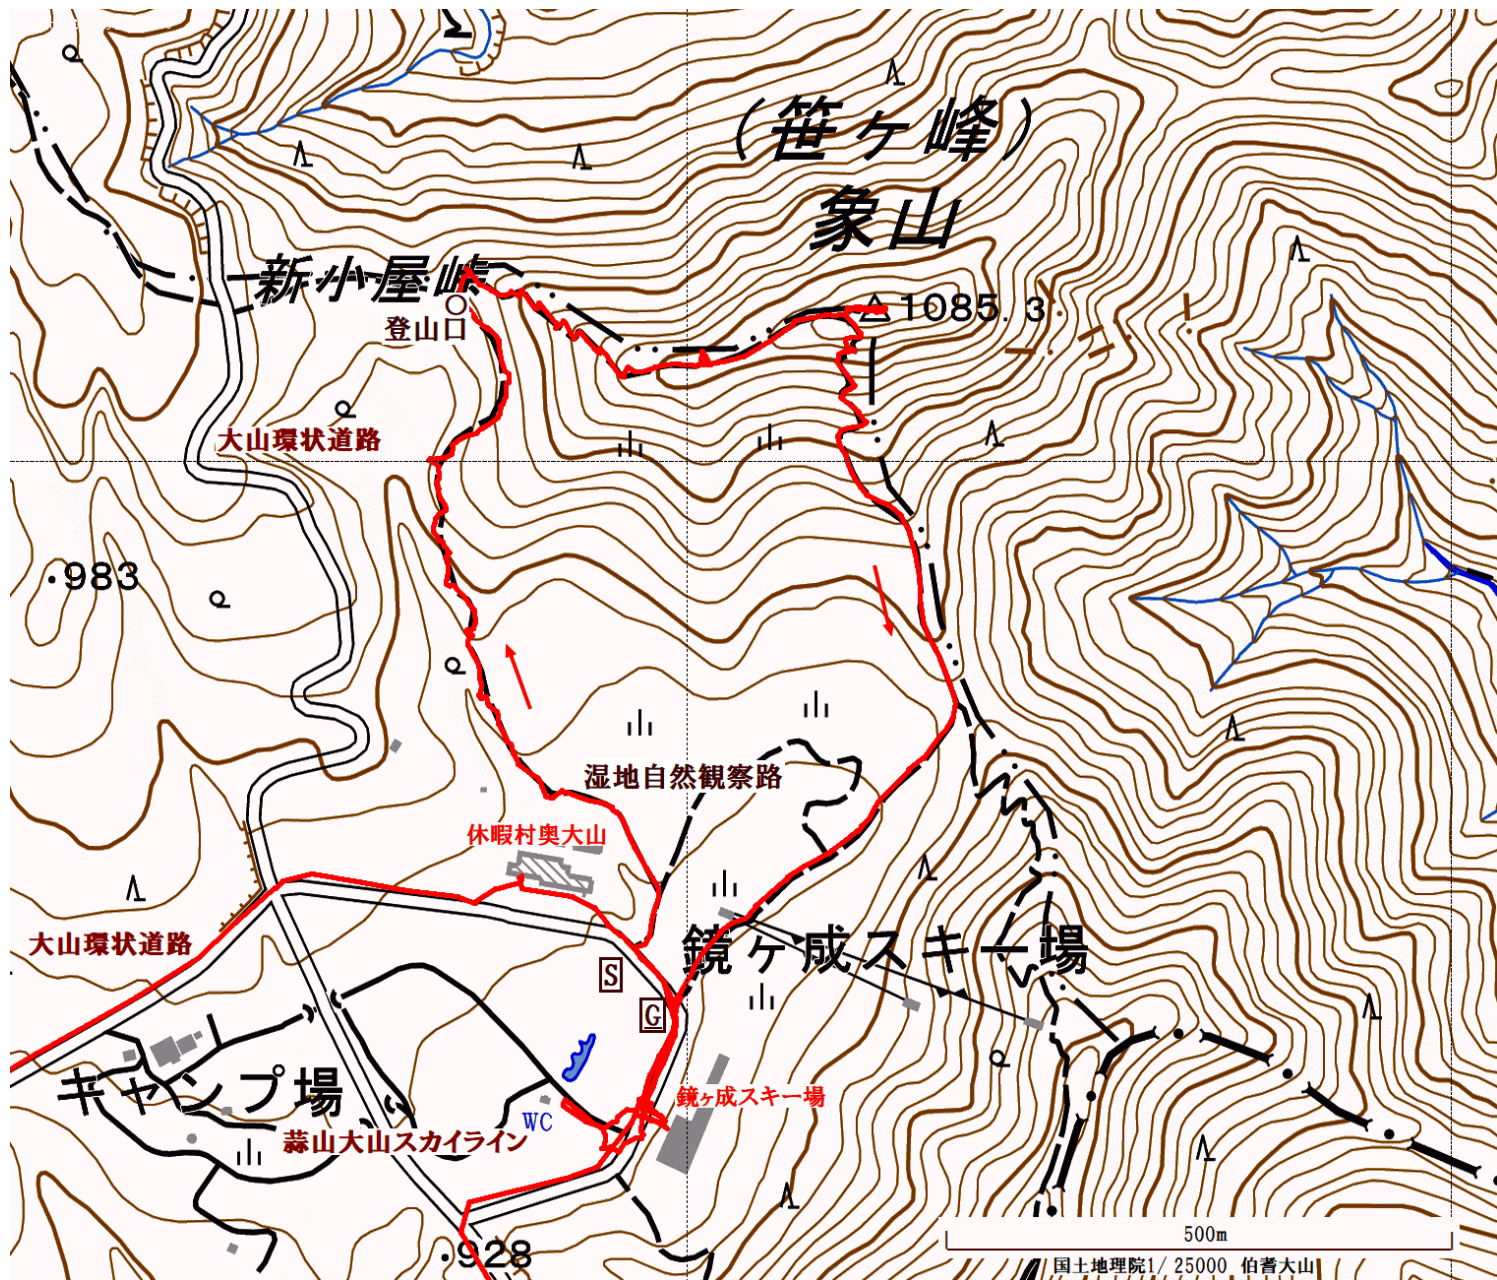 (笹ヶ峰)
象山
新小屋峠
登山口
1085.3
大山環状道路
983
湿地自然観察路
休暇村奥大山
大山環状道路
S
鏡ヶ成スキー場
G
キャンプ場
鏡ヶ成スキー場
WC
蒜山大山スカイライン
928
500m
国土地理院1/25000 伯耆大山